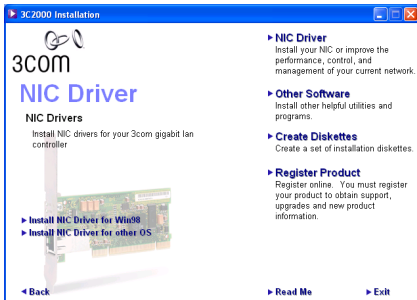 3C2000 Installation
3COM
NIC Driver
NIC Drivers
Install NIC drivers for your 3com gigabit lan
controller
Install NIC Driver for Win98
Install NIC Driver for other OS
Back
NIC Driver
Install your NIC or improve the
performance, control, and
management of your current network.
Other Software
Install other helpful utilities and
programs.
Create Diskettes
Create a set of installation diskettes.
Register Product
Register online. You must register
your product to obtain support,
upgrades and new product
information.
Read Me
Exit